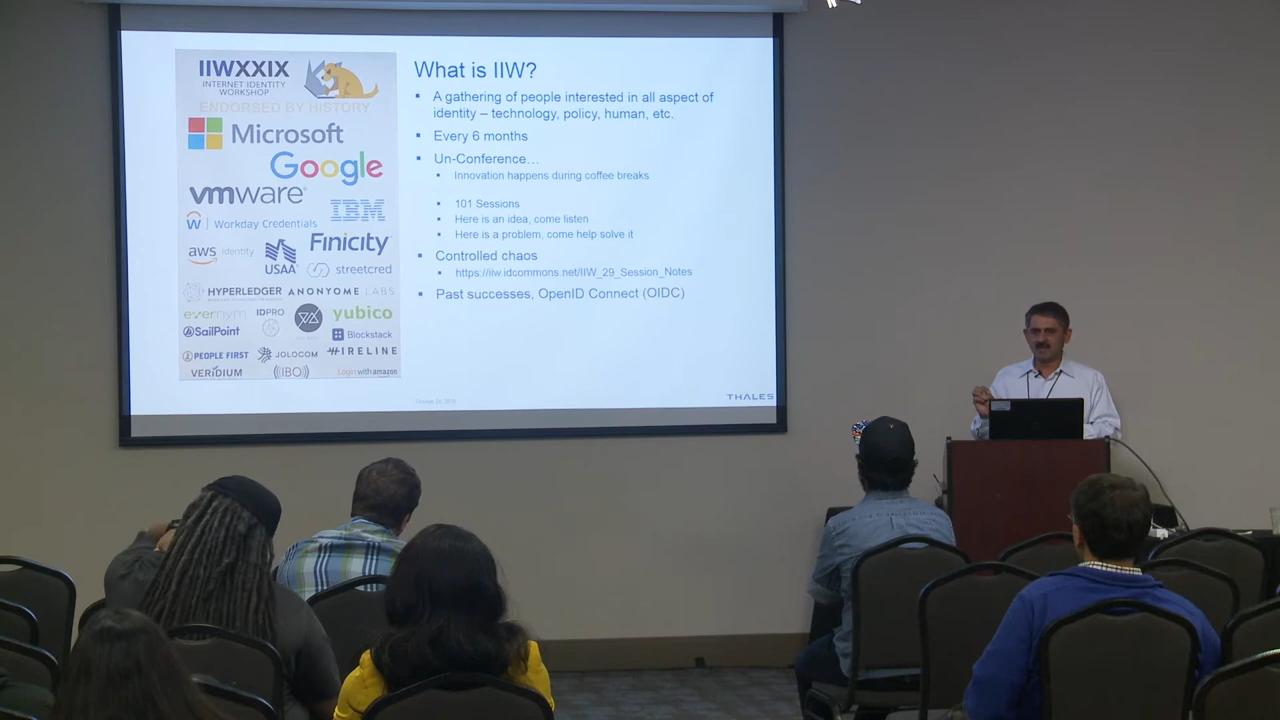 IIWXXIX
INTERNET IDENTITY
WORKSHOP
ENDORSED BY HISTORY
Microsoft
Google
vmware
IBM
Workday Credentials
aws identity
USAA
Finicity
streetcred
HYPERLEDGER
ANONYOME LABS
evernym
IDPRO
yubico
SailPoint
Blockstack
PEOPLE FIRST
JOLOCOM
#IRELINE
VERIDIUM
((IBO))
Login with amazon
What is IIW?
▪ A gathering of people interested in all aspect of
identity – technology, policy, human, etc.
▪ Every 6 months
▪ Un-Conference…
▪ Innovation happens during coffee breaks
▪ 101 Sessions
▪ Here is an idea, come listen
▪ Here is a problem, come help solve it
▪ Controlled chaos
▪ https://iiw.idcommons.net/IIW_29_Session_Notes
▪ Past successes, OpenID Connect (OIDC)
THALES